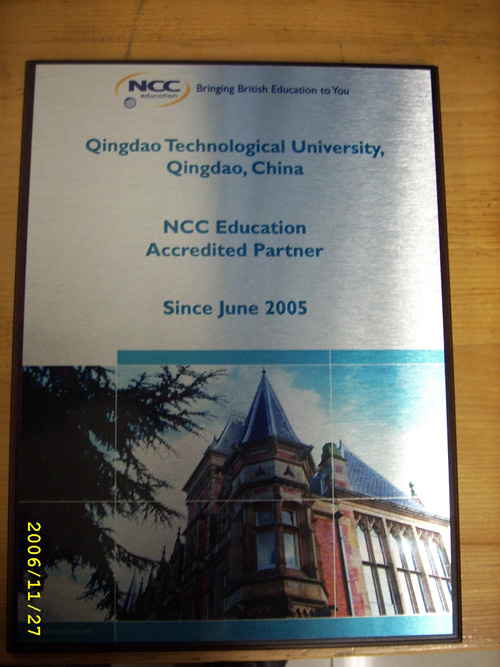 NCC
education
Bringing British Education to You
Qingdao Technological University,
Qingdao, China
NCC Education
Accredited Partner
Since June 2005
2006/11/27